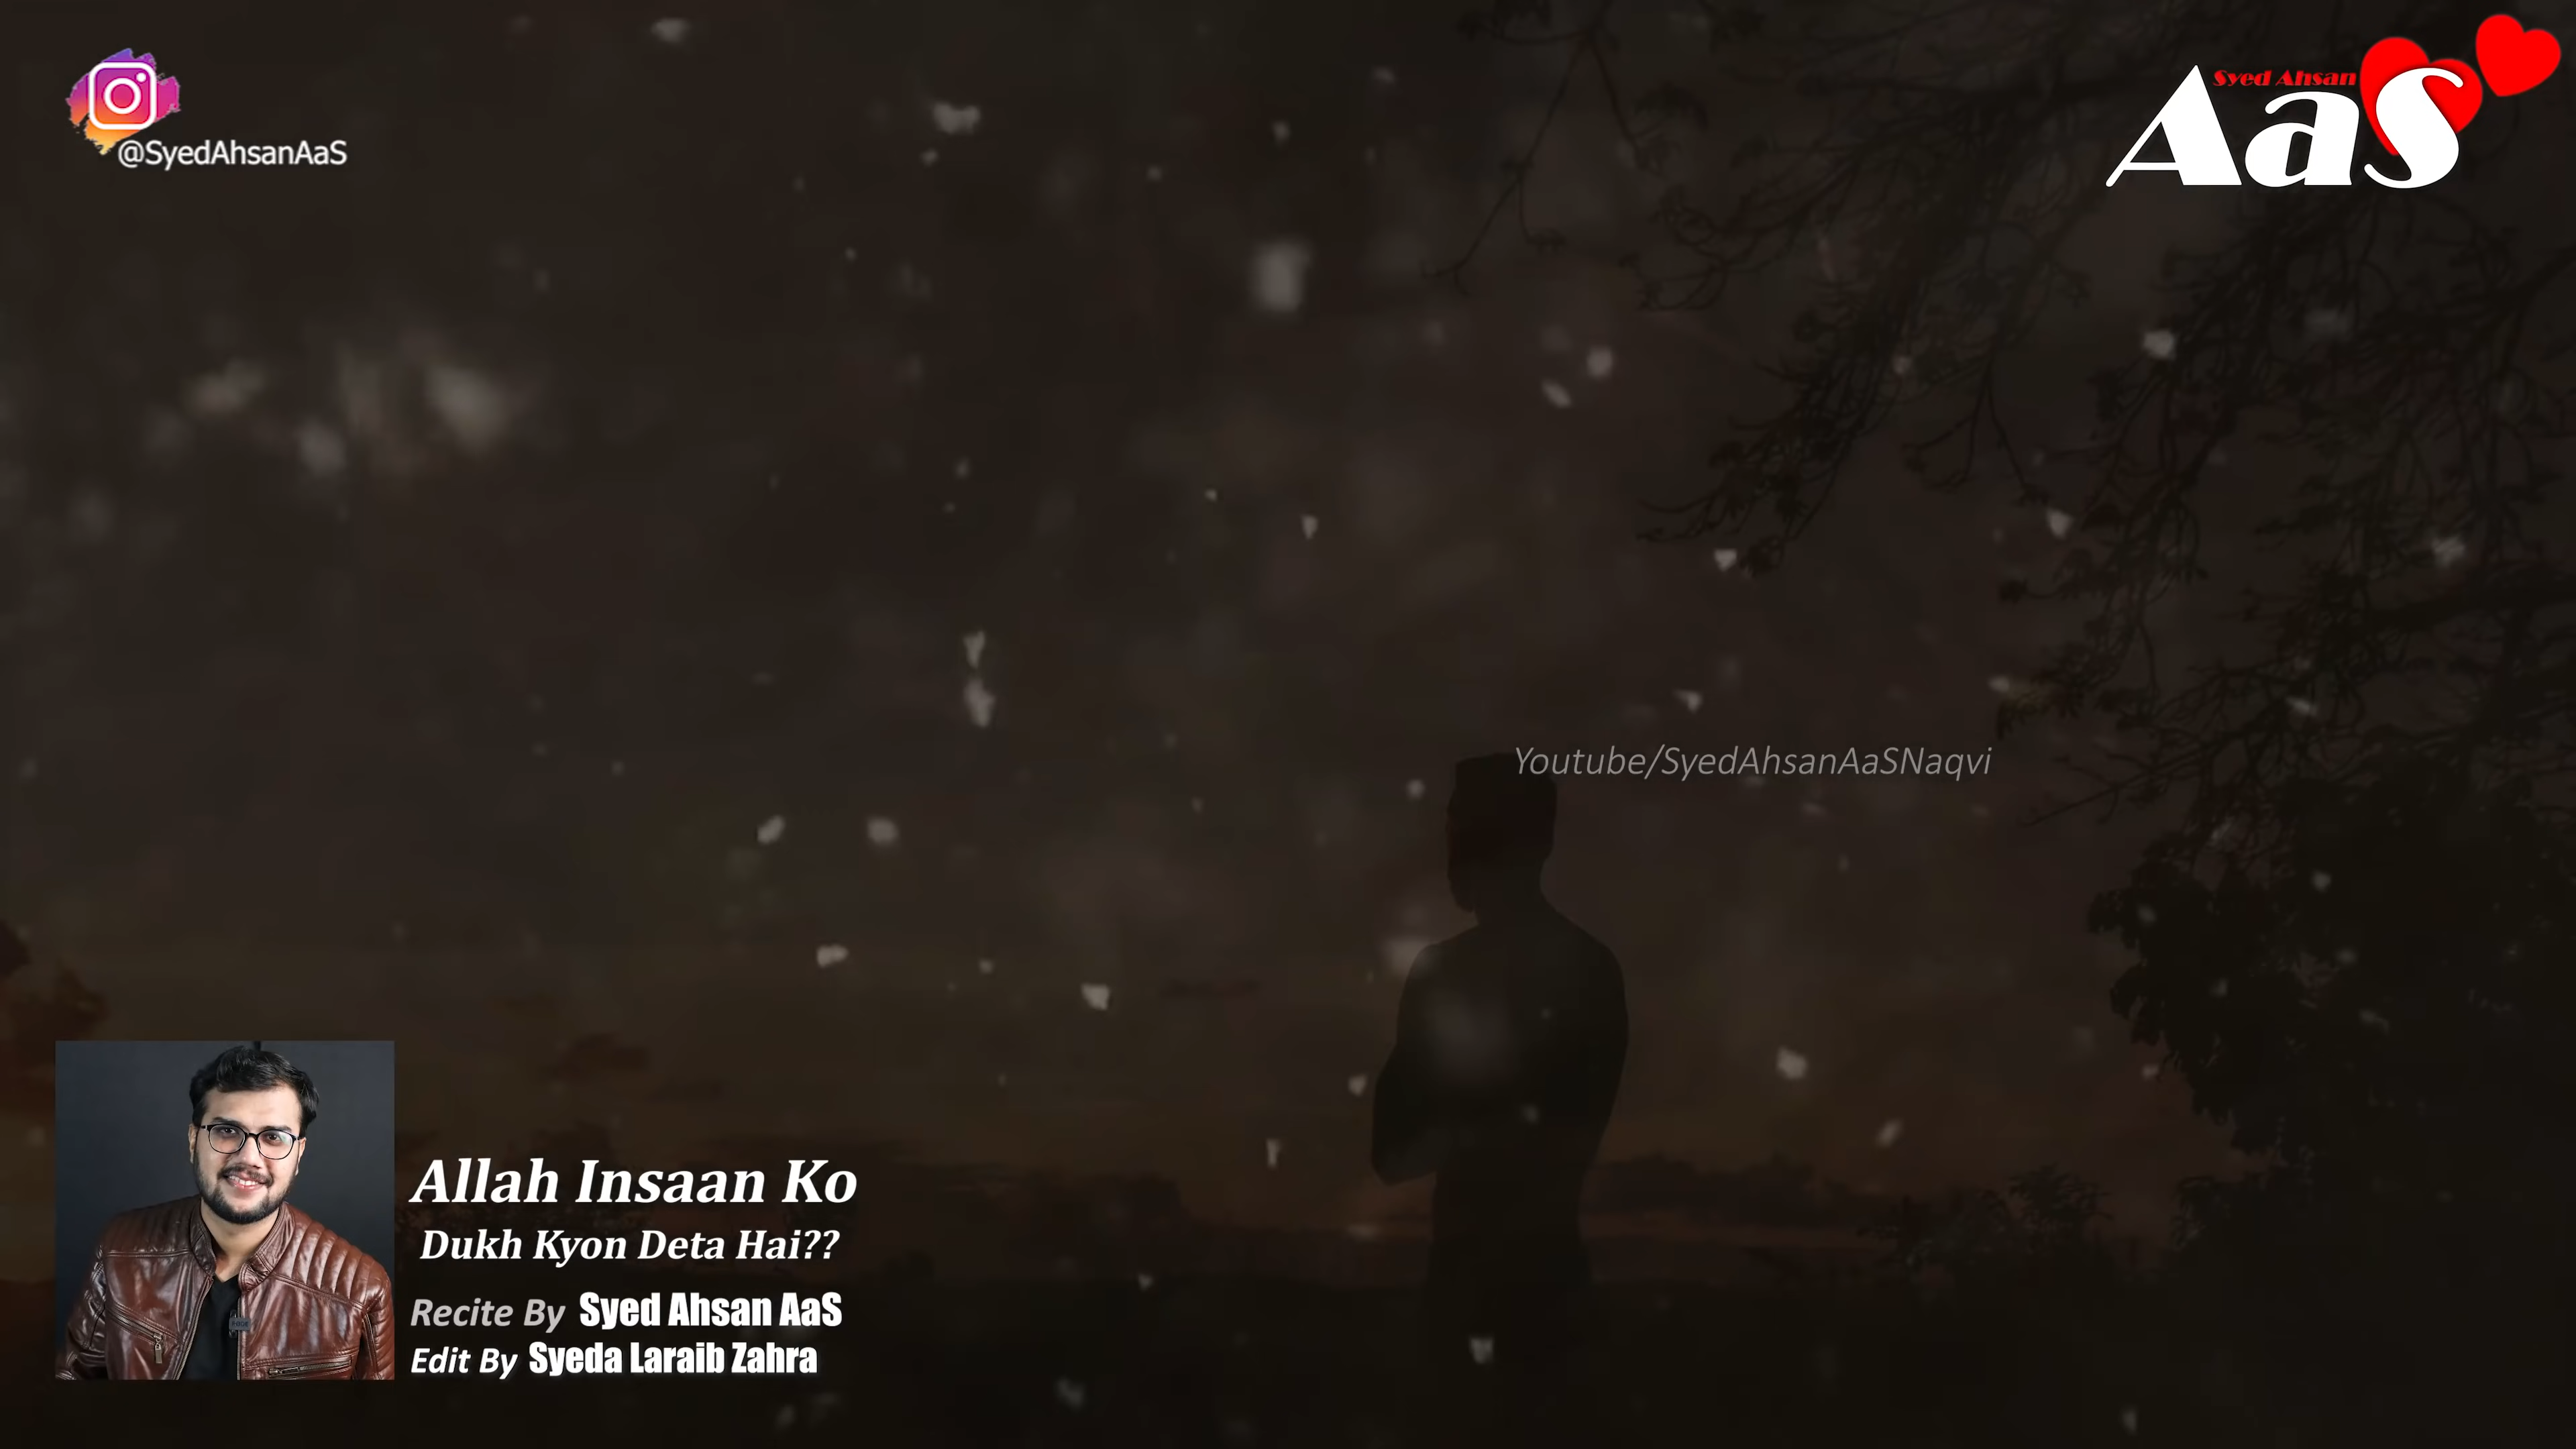 @SyedAhsanAaS
Syed Ahsan
AaS
Youtube/SyedAhsanAaSNaqvi
Allah Insaan Ko
Dukh Kyon Deta Hai??
Recite By Syed Ahsan AaS
Edit By Syeda Laraib Zahra